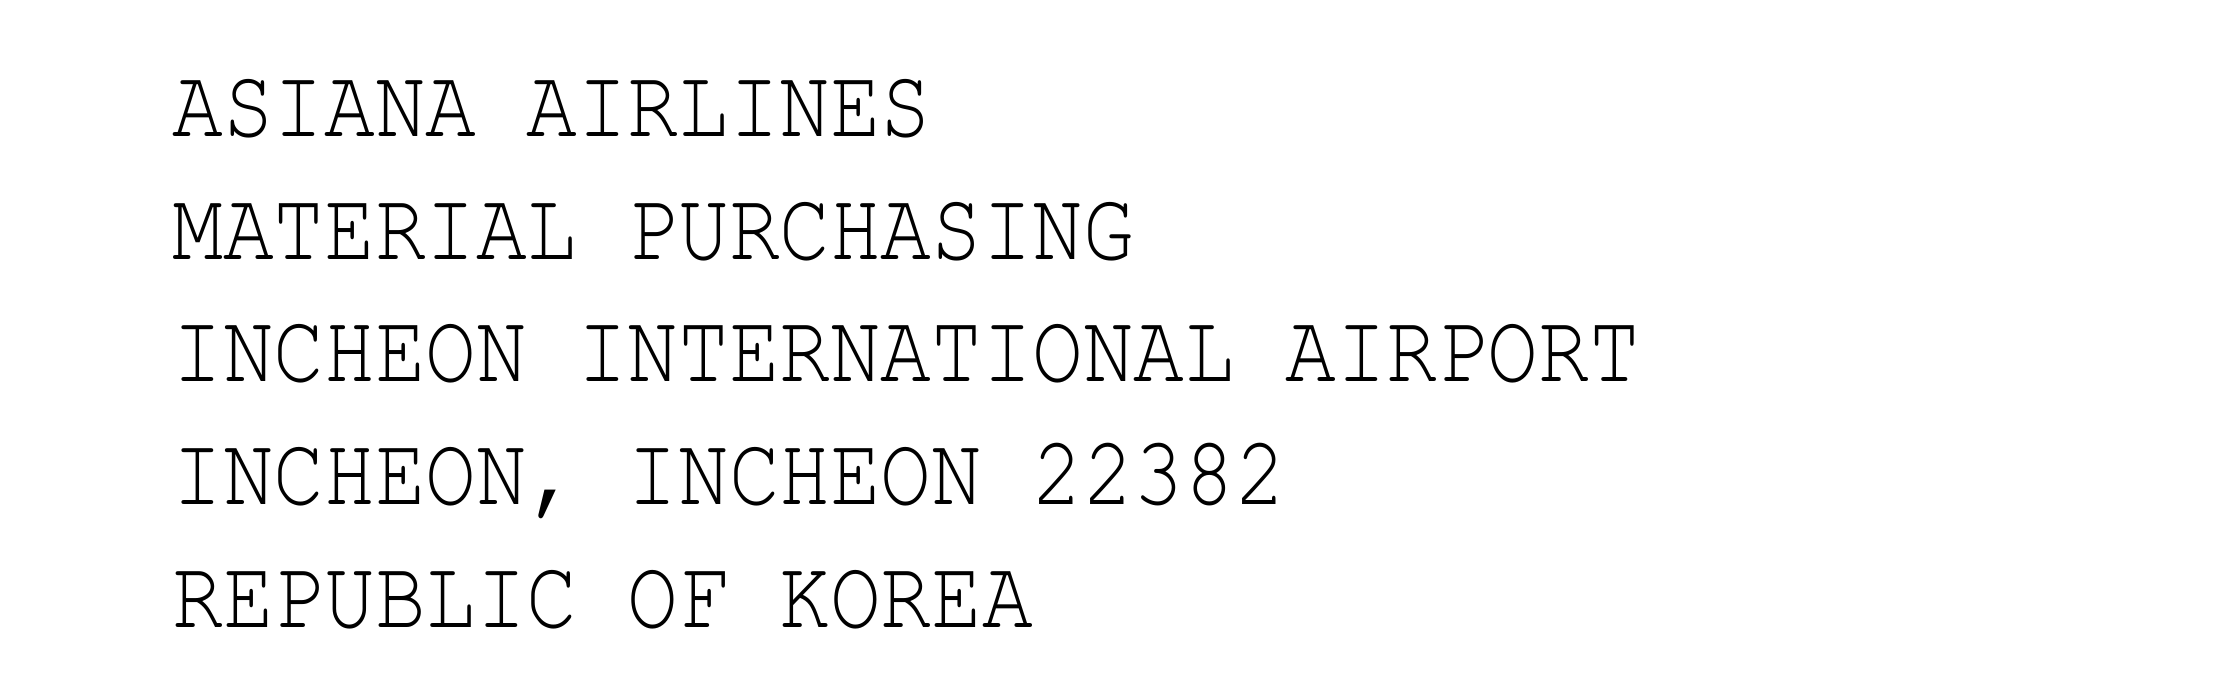 ASIANA AIRLINES
MATERIAL PURCHASING
INCHEON INTERNATIONAL AIRPORT
INCHEON, INCHEON 22382
REPUBLIC OF KOREA